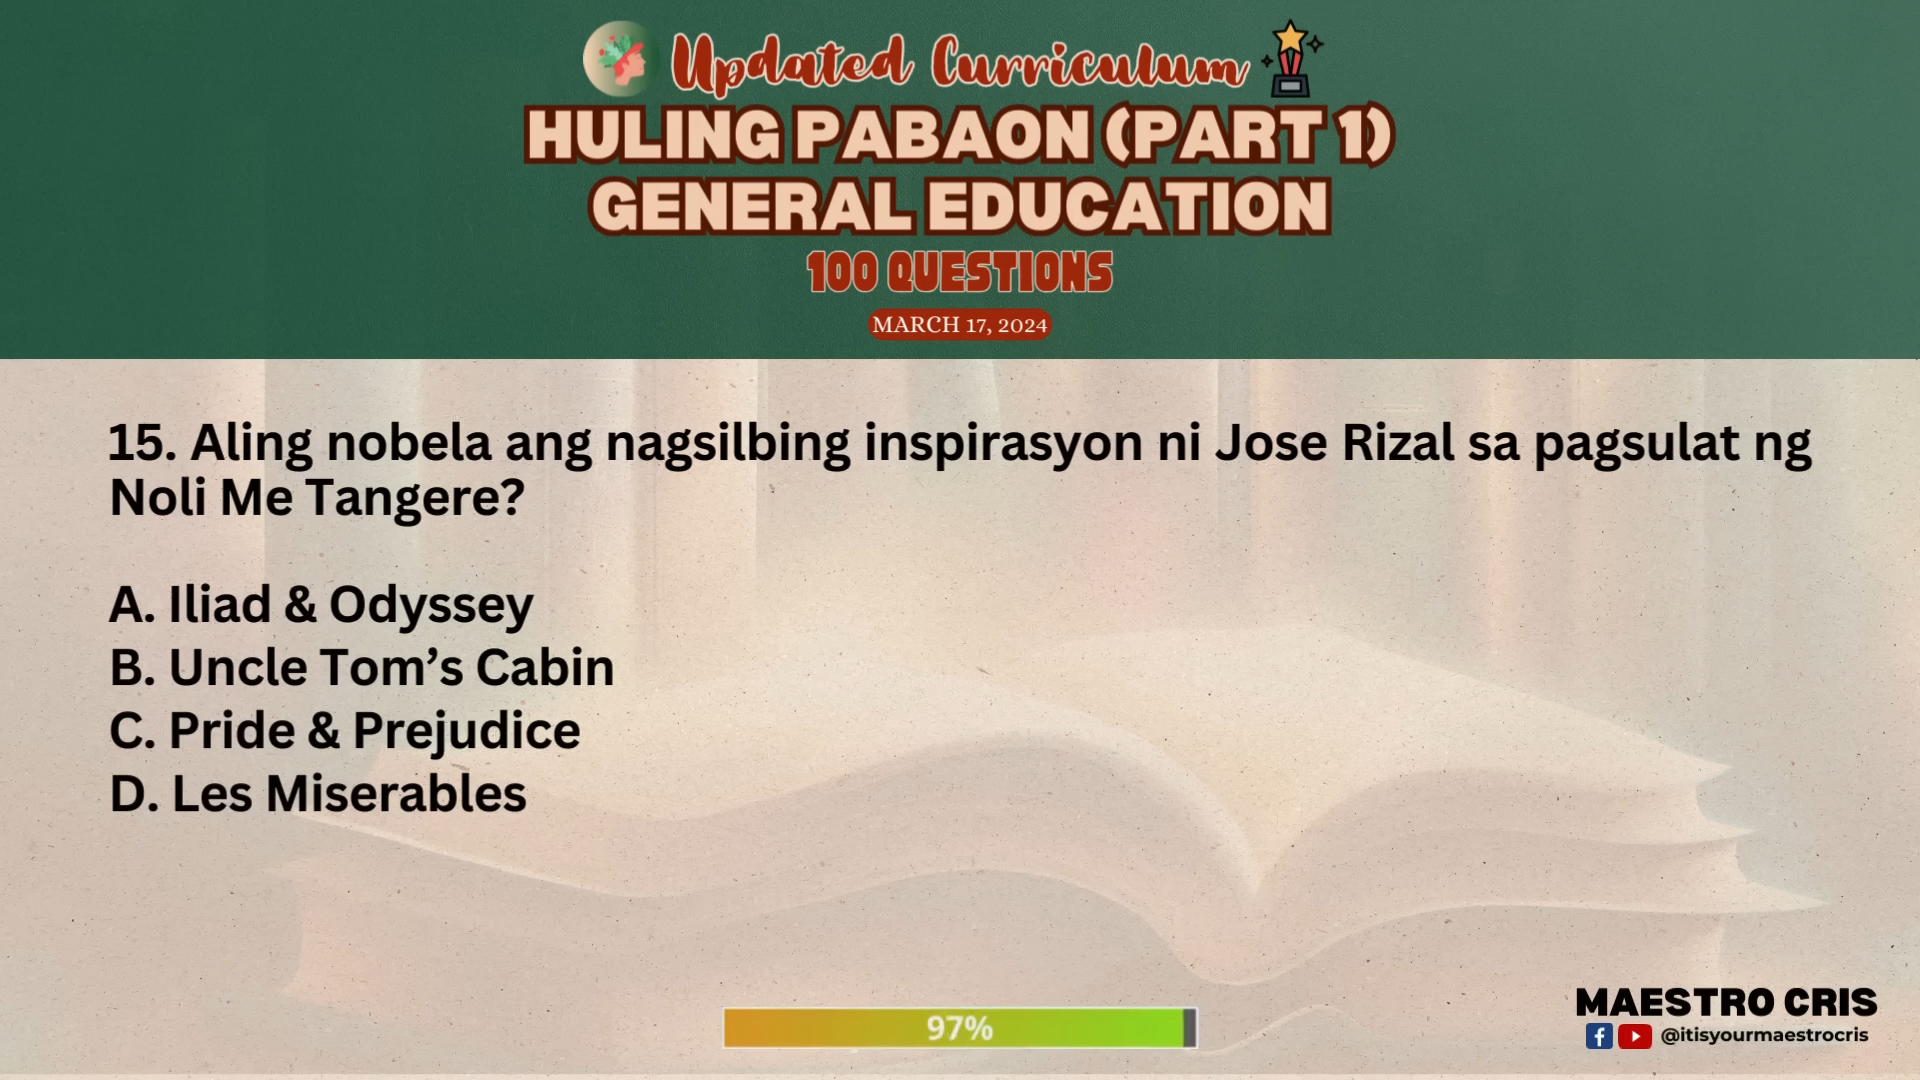 Updated Curriculum
HULING PABAON (PART 1)
GENERAL EDUCATION
100 QUESTIONS
MARCH 17, 2024
15. Aling nobela ang nagsilbing inspirasyon ni Jose Rizal sa pagsulat ng
Noli Me Tangere?
A. Iliad & Odyssey
B. Uncle Tom’s Cabin
C. Pride & Prejudice
D. Les Miserables
97%
MAESTRO CRIS
@itisyourmaestrocris